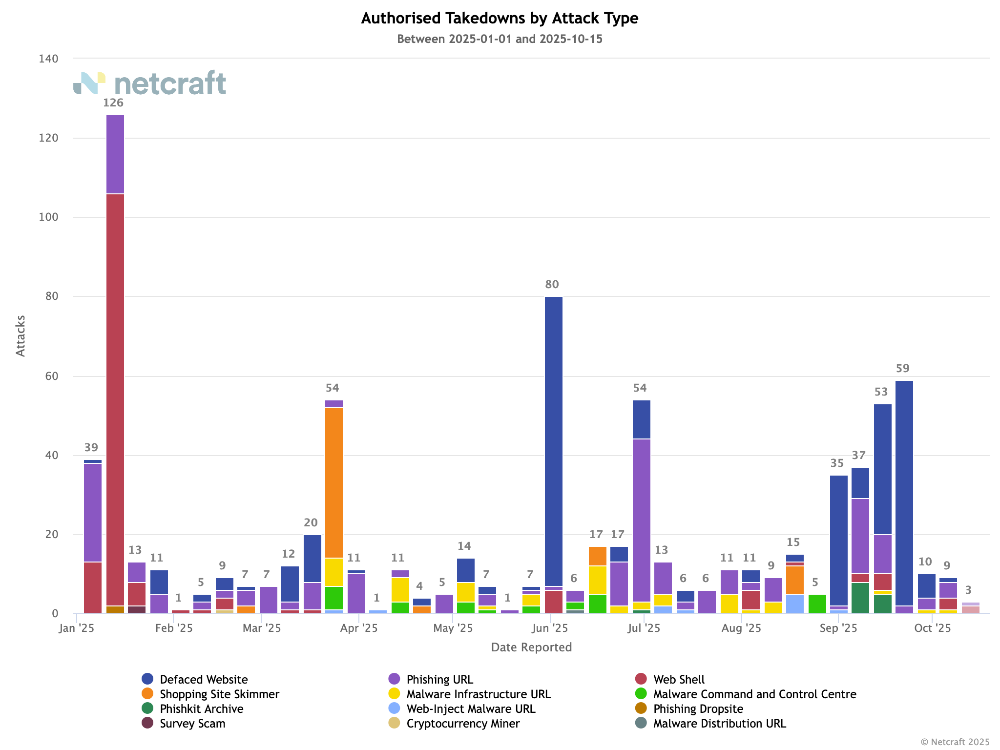 Authorised Takedowns by Attack Type
Between 2025-01-01 and 2025-10-15
netcraft
140
120
100
80
60
40
20
0
Attacks
39
126
13
11
1
5
9
7
7
12
20
54
11
1
11
4
5
14
7
1
7
80
6
17
17
54
13
6
6
11
11
9
15
5
35
37
53
59
10
9
3
Jan '25
Feb '25
Mar '25
Apr '25
May '25
Jun '25
Jul '25
Aug '25
Sep '25
Oct '25
Date Reported
Defaced Website
Phishing URL
Web Shell
Shopping Site Skimmer
Malware Infrastructure URL
Malware Command and Control Centre
Phishkit Archive
Web-Inject Malware URL
Phishing Dropsite
Survey Scam
Cryptocurrency Miner
Malware Distribution URL
© Netcraft 2025